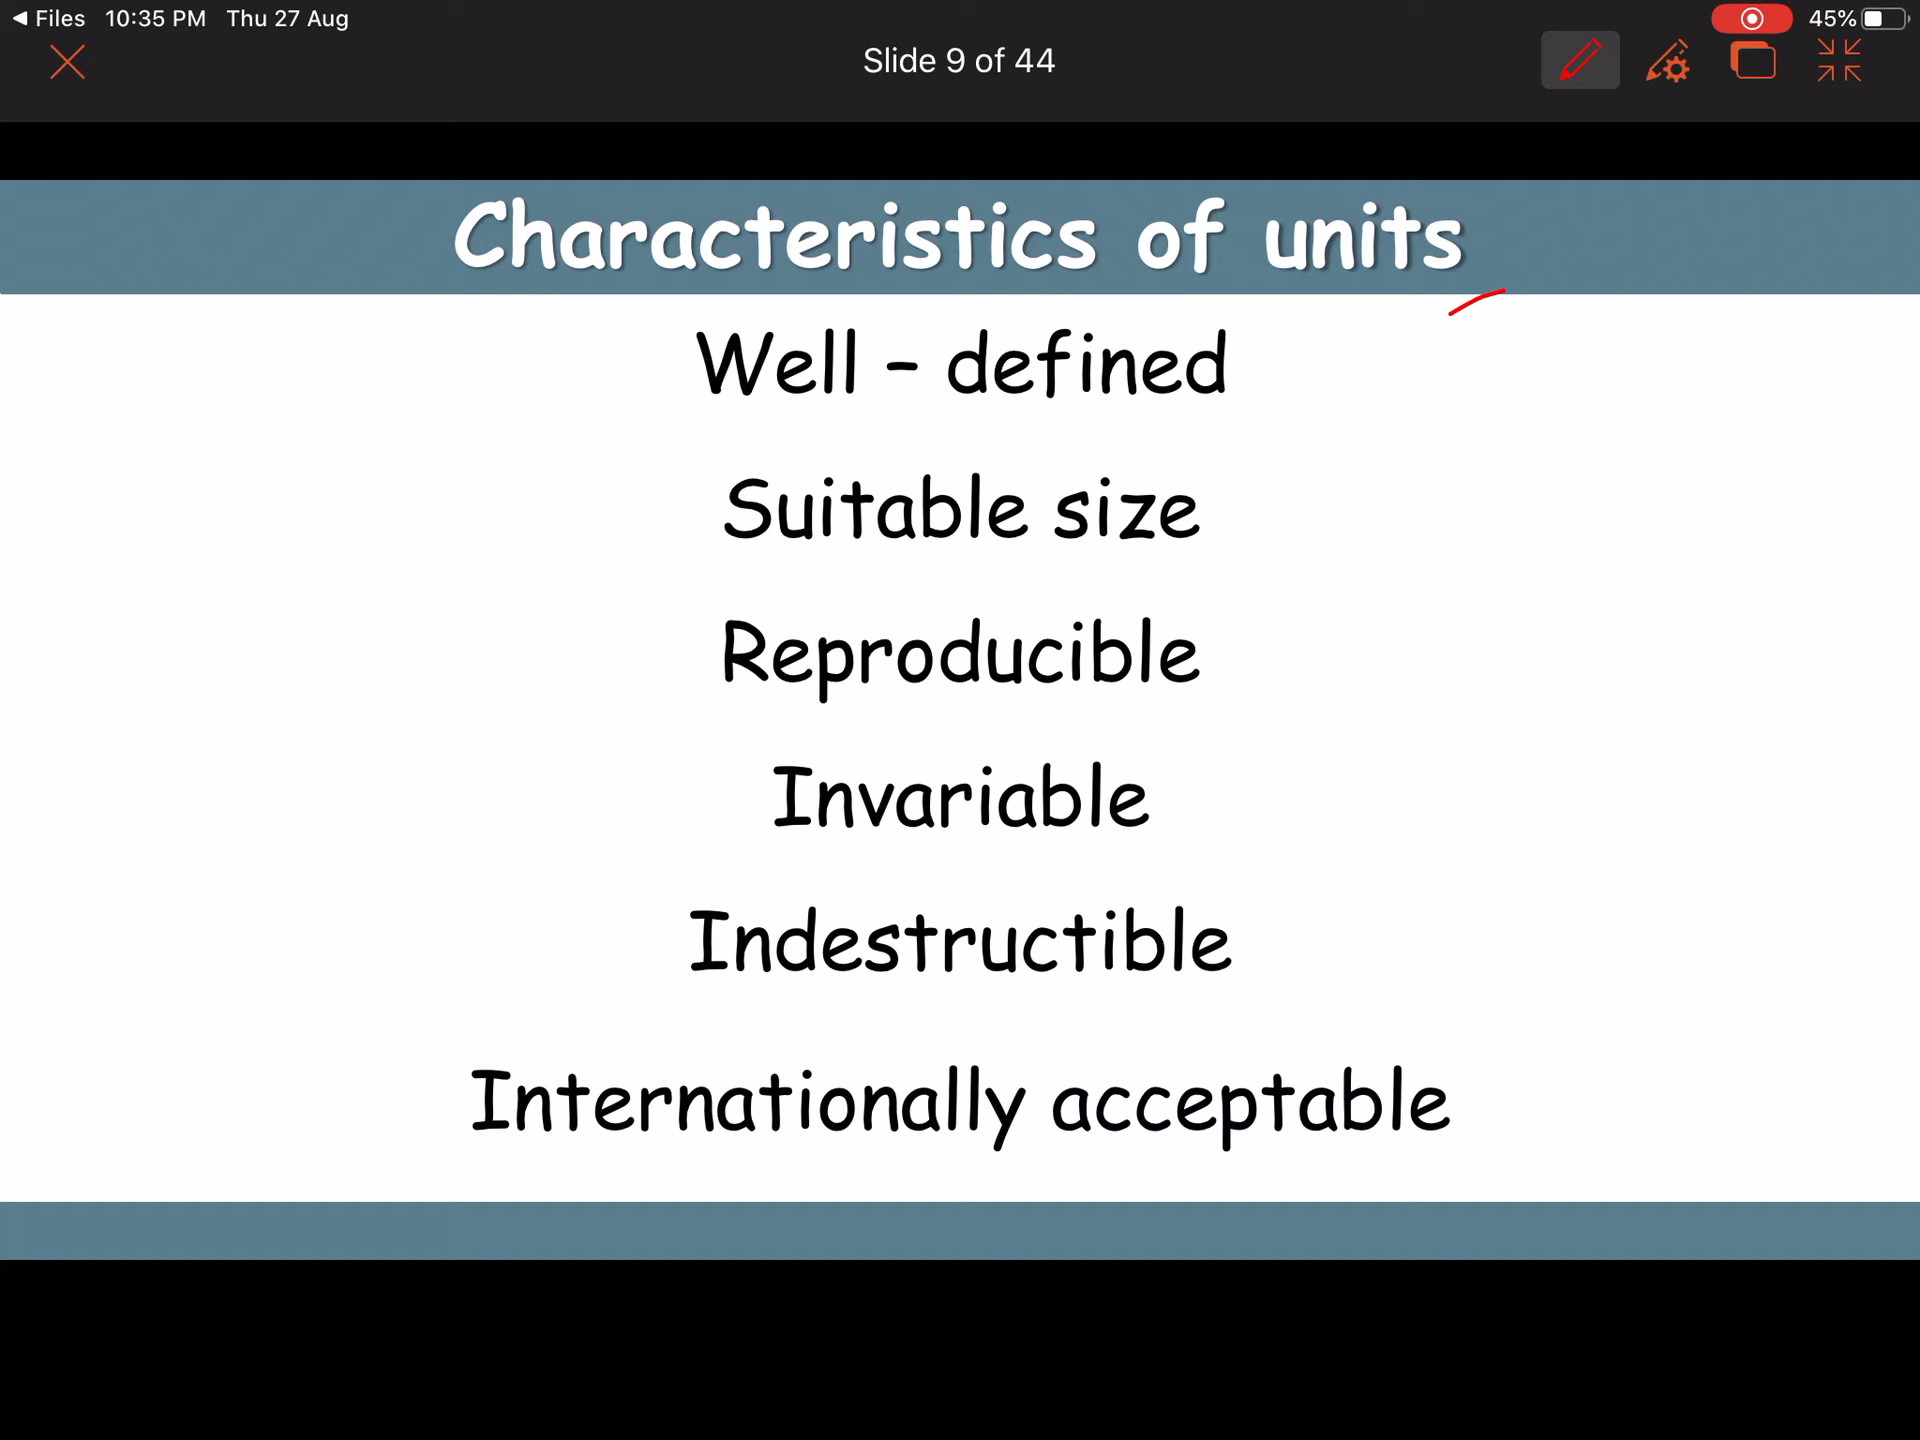 Files 10:35 PM Thu 27 Aug 45%
Slide 9 of 44
Characteristics of units
Well - defined
Suitable size
Reproducible
Invariable
Indestructible
Internationally acceptable